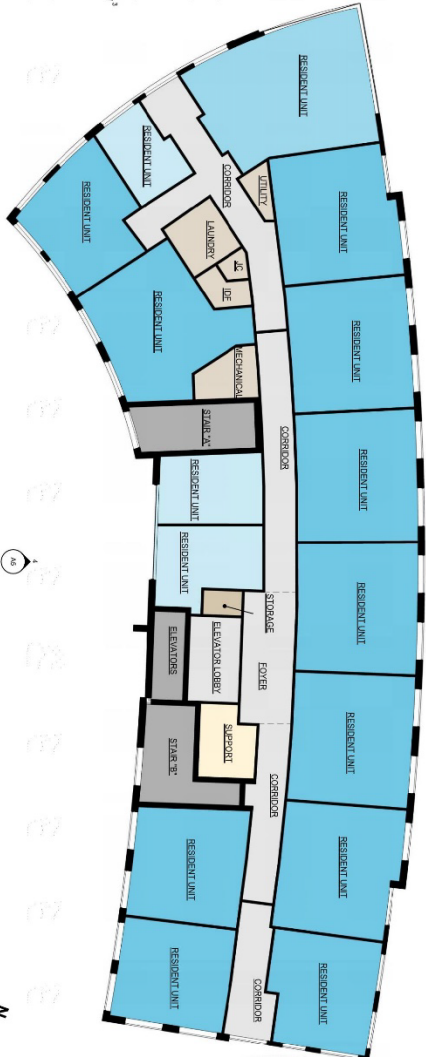 RESIDENT UNIT
RESIDENT UNIT
RESIDENT UNIT
RESIDENT UNIT
RESIDENT UNIT
RESIDENT UNIT
RESIDENT UNIT
RESIDENT UNIT
CORRIDOR
UTILITY
RESIDENT UNIT
RESIDENT UNIT
LAUNDRY
JC
IDF
RESIDENT UNIT
MECHANICAL
STAIR "A"
CORRIDOR
RESIDENT UNIT
RESIDENT UNIT
STORAGE
FOYER
ELEVATOR LOBBY
ELEVATORS
SUPPORT
STAIR "B"
CORRIDOR
RESIDENT UNIT
RESIDENT UNIT
CORRIDOR
4
A5
N